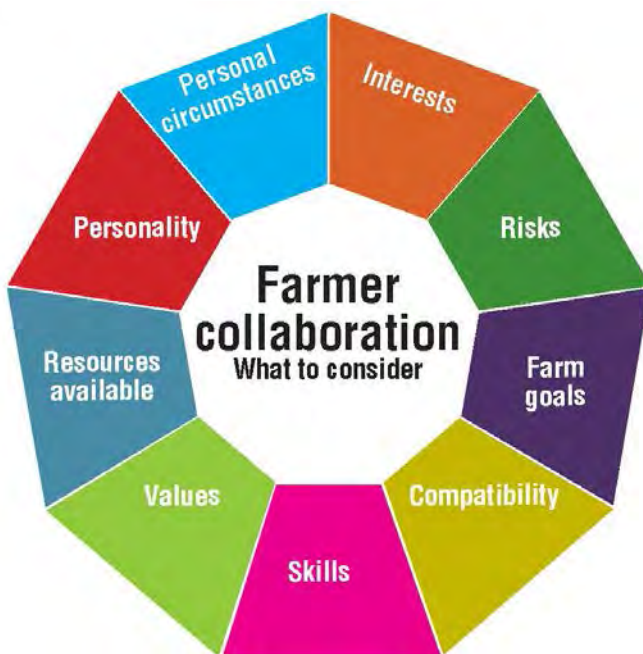 Farmer
collaboration
What to consider
Personal
circumstances
Interests
Risks
Farm
goals
Compatibility
Skills
Values
Resources
available
Personality